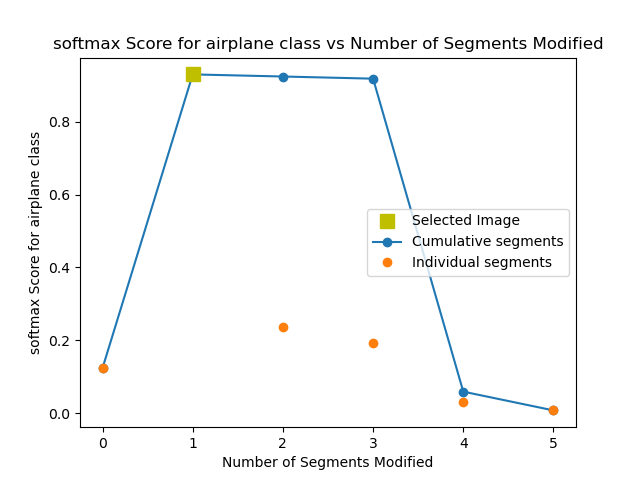 softmax Score for airplane class vs Number of Segments Modified
softmax Score for airplane class
0.8
0.6
0.4
0.2
0.0
Selected Image
Cumulative segments
Individual segments
0 1 2 3 4 5
Number of Segments Modified